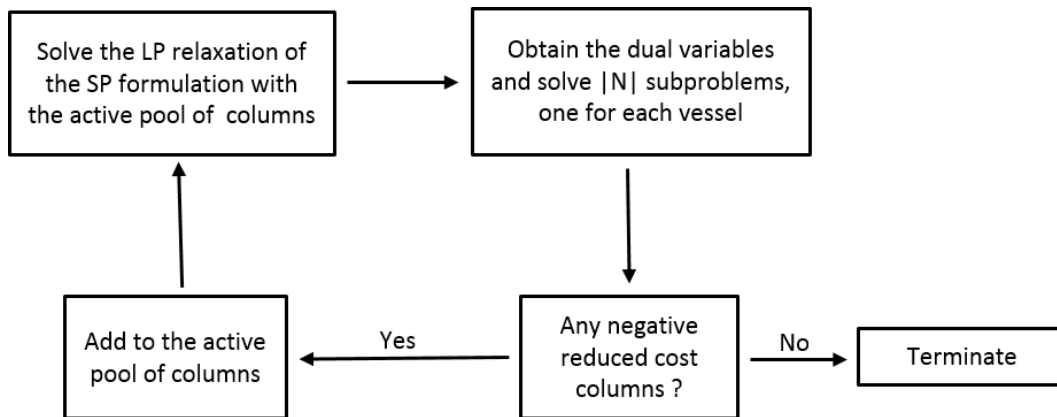 Solve the LP relaxation of
the SP formulation with
the active pool of columns
Obtain the dual variables
and solve |N| subproblems,
one for each vessel
Any negative
reduced cost
columns ?
Yes
No
Add to the active
pool of columns
Terminate